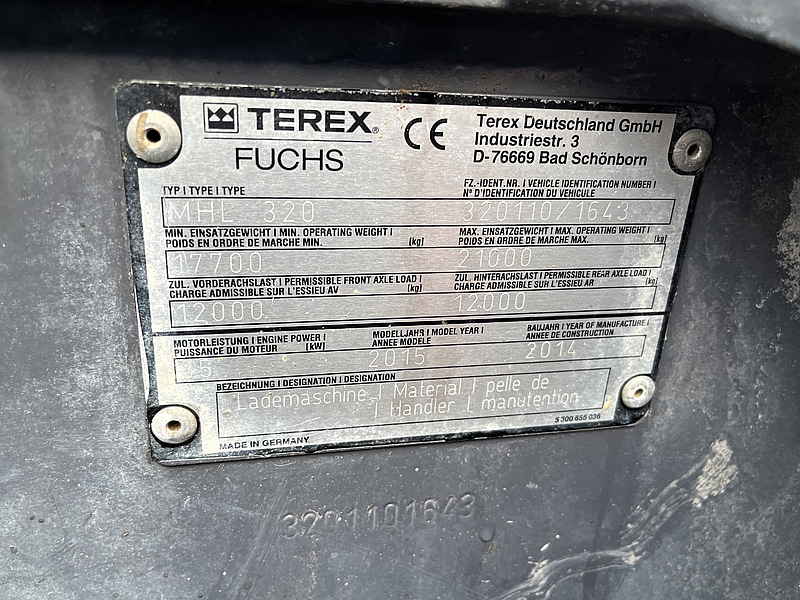 TEREX®
FUCHS
CE
Terex Deutschland GmbH
Industriestr. 3
D-76669 Bad Schönborn
TYP | TYPE | TYPE
FZ.-IDENT.NR. | VEHICLE IDENTIFICATION NUMBER |
N° D'IDENTIFICATION DU VEHICULE
MHL 320
320110/1643
MIN. EINSATZGEWICHT | MIN. OPERATING WEIGHT |
POIDS EN ORDRE DE MARCHE MIN. [kg]
MAX. EINSATZGEWICHT | MAX. OPERATING WEIGHT |
POIDS EN ORDRE DE MARCHE MAX. [kg]
17700
21000
ZUL. VORDERACHSLAST | PERMISSIBLE FRONT AXLE LOAD |
CHARGE ADMISSIBLE SUR L'ESSIEU AV [kg]
ZUL. HINTERACHSLAST | PERMISSIBLE REAR AXLE LOAD |
CHARGE ADMISSIBLE SUR L'ESSIEU AR [kg]
12000
12000
MOTORLEISTUNG | ENGINE POWER |
PUISSANCE DU MOTEUR [kW]
MODELLJAHR | MODEL YEAR |
ANNEE MODELE
BAUJAHR | YEAR OF MANUFACTURE |
ANNEE DE CONSTRUCTION
2015
2014
BEZEICHNUNG | DESIGNATION | DESIGNATION
Lademaschine | Material | pelle de
| Handler | manutention
5 300 655 036
MADE IN GERMANY
3201101643